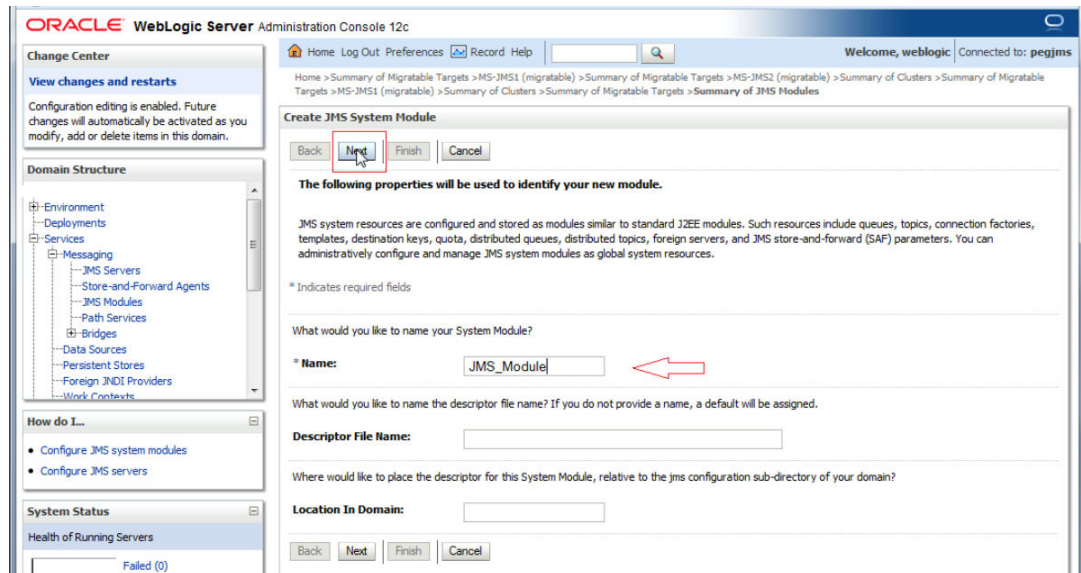 ORACLE WebLogic Server Administration Console 12c
Change Center
View changes and restarts
Configuration editing is enabled. Future
changes will automatically be activated as you
modify, add or delete items in this domain.
Domain Structure
Environment
Deployments
Services
Messaging
JMS Servers
Store-and-Forward Agents
JMS Modules
Path Services
Bridges
Data Sources
Persistent Stores
Foreign JNDI Providers
Work Contexts
How do I...
Configure JMS system modules
Configure JMS servers
System Status
Health of Running Servers
Failed (0)
Home Log Out Preferences Record Help
Welcome, weblogic Connected to: pegjms
Home >Summary of Migratable Targets >MS-JMS1 (migratable) >Summary of Migratable Targets >MS-JMS2 (migratable) >Summary of Clusters >Summary of Migratable
Targets >MS-JMS1 (migratable) >Summary of Clusters >Summary of Migratable Targets >Summary of JMS Modules
Create JMS System Module
Back Next Finish Cancel
The following properties will be used to identify your new module.
JMS system resources are configured and stored as modules similar to standard J2EE modules. Such resources include queues, topics, connection factories,
templates, destination keys, quota, distributed queues, distributed topics, foreign servers, and JMS store-and-forward (SAF) parameters. You can
administratively configure and manage JMS system modules as global system resources.
* Indicates required fields
What would you like to name your System Module?
* Name: JMS_Module
What would you like to name the descriptor file name? If you do not provide a name, a default will be assigned.
Descriptor File Name:
Where would like to place the descriptor for this System Module, relative to the jms configuration sub-directory of your domain?
Location In Domain:
Back Next Finish Cancel